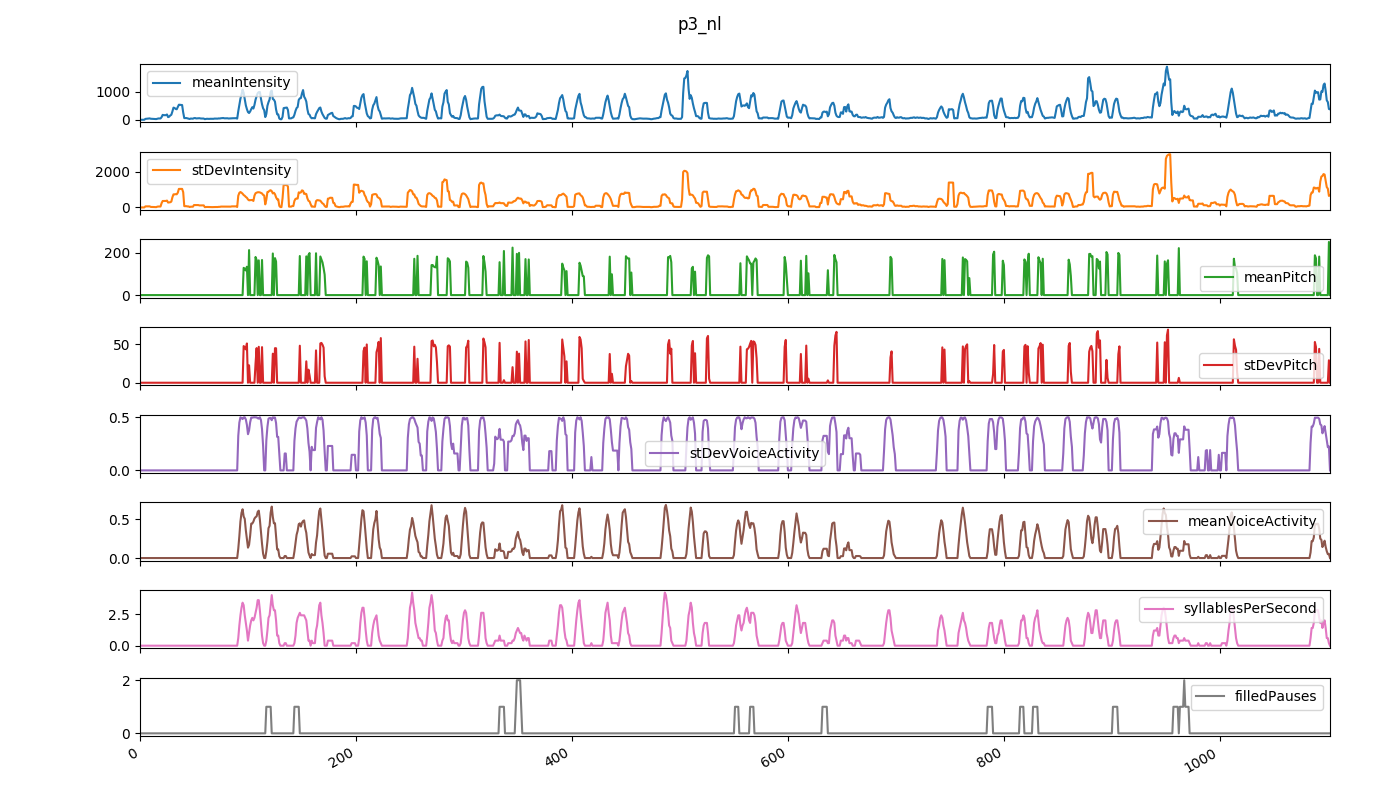 p3_nl
meanIntensity
1000
0
stDevIntensity
2000
0
meanPitch
200
0
stDevPitch
50
0
stDevVoiceActivity
0.5
0.0
meanVoiceActivity
0.5
0.0
syllablesPerSecond
2.5
0.0
filledPauses
2
0
0 200 400 600 800 1000